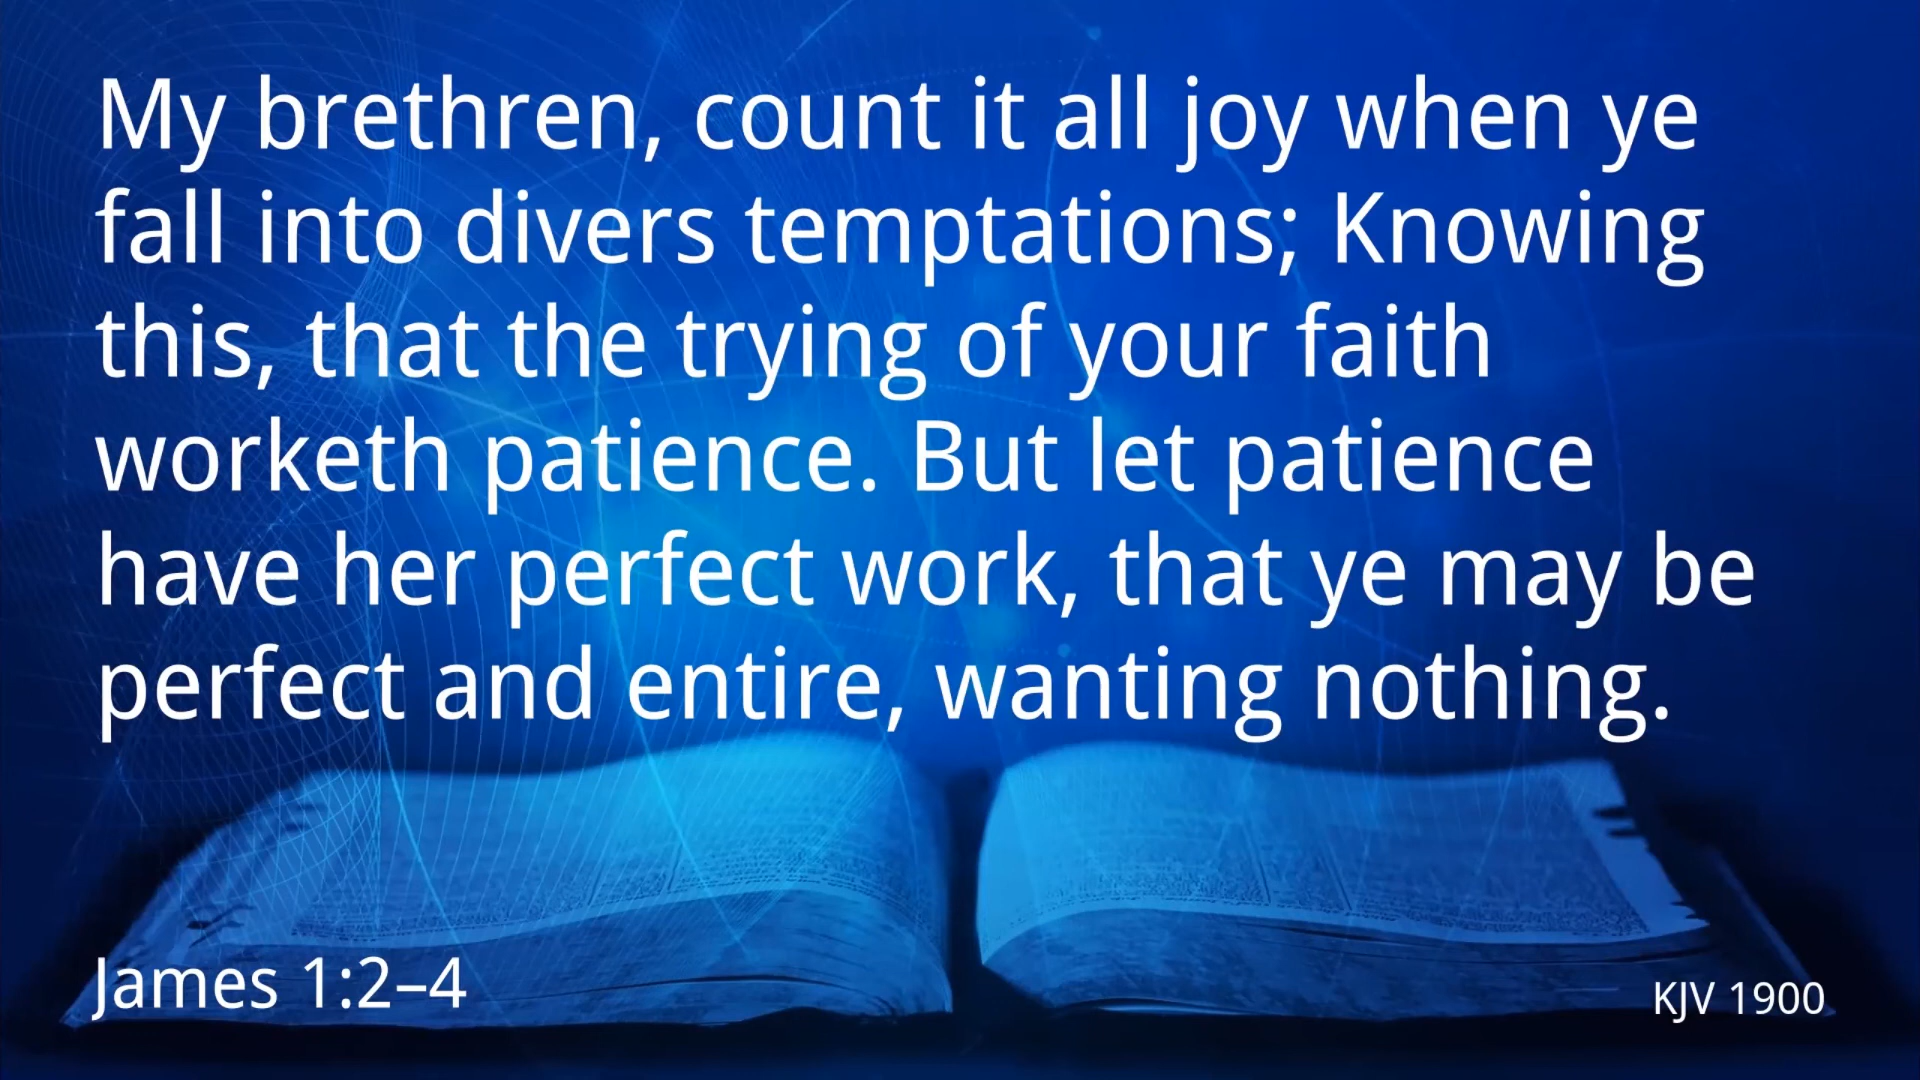 My brethren, count it all joy when ye
fall into divers temptations; Knowing
this, that the trying of your faith
worketh patience. But let patience
have her perfect work, that ye may be
perfect and entire, wanting nothing.
James 1:2–4
KJV 1900